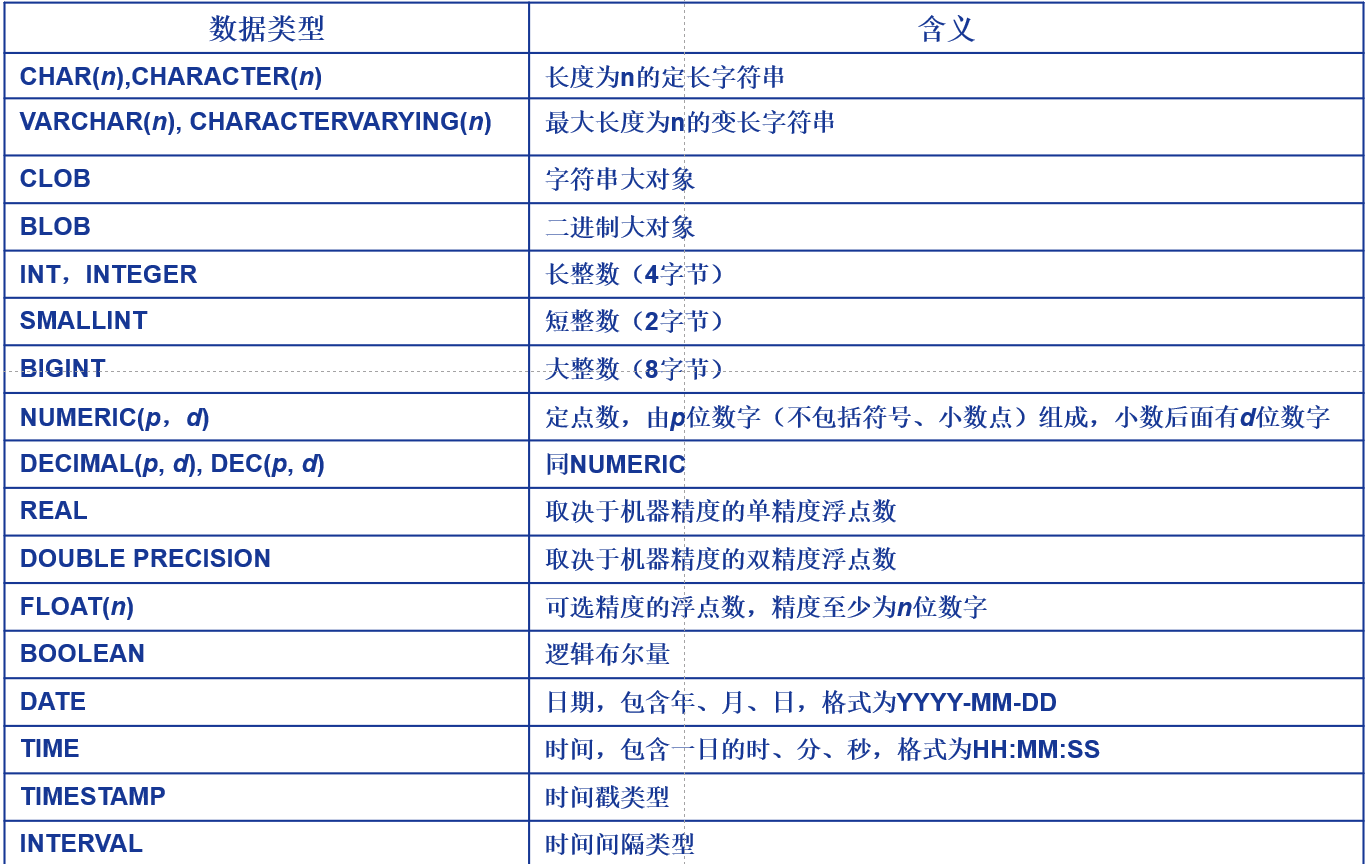 数据类型 含义
CHAR(n),CHARACTER(n) 长度为n的定长字符串
VARCHAR(n), CHARACTERVARYING(n) 最大长度为n的变长字符串
CLOB 字符串大对象
BLOB 二进制大对象
INT，INTEGER 长整数（4字节）
SMALLINT 短整数（2字节）
BIGINT 大整数（8字节）
NUMERIC(p，d) 定点数，由p位数字（不包括符号、小数点）组成，小数后面有d位数字
DECIMAL(p, d), DEC(p, d) 同NUMERIC
REAL 取决于机器精度的单精度浮点数
DOUBLE PRECISION 取决于机器精度的双精度浮点数
FLOAT(n) 可选精度的浮点数，精度至少为n位数字
BOOLEAN 逻辑布尔量
DATE 日期，包含年、月、日，格式为YYYY-MM-DD
TIME 时间，包含一日的时、分、秒，格式为HH:MM:SS
TIMESTAMP 时间戳类型
INTERVAL 时间间隔类型